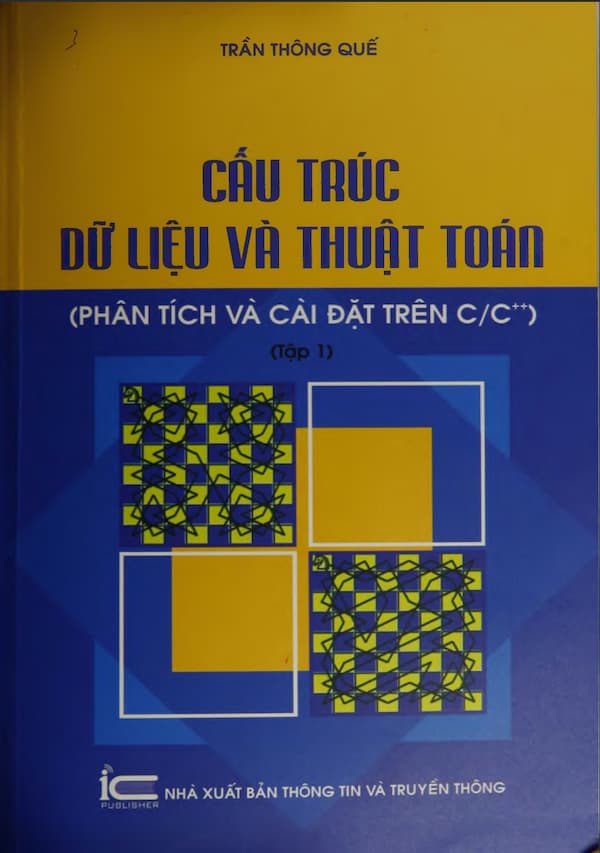 3
TRẦN THÔNG QUẾ
CẤU TRÚC
DỮ LIỆU VÀ THUẬT TOÁN
(PHÂN TÍCH VÀ CÀI ĐẶT TRÊN C/C++)
(Tập 1)
iC
PUBLISHER
NHÀ XUẤT BẢN THÔNG TIN VÀ TRUYỀN THÔNG